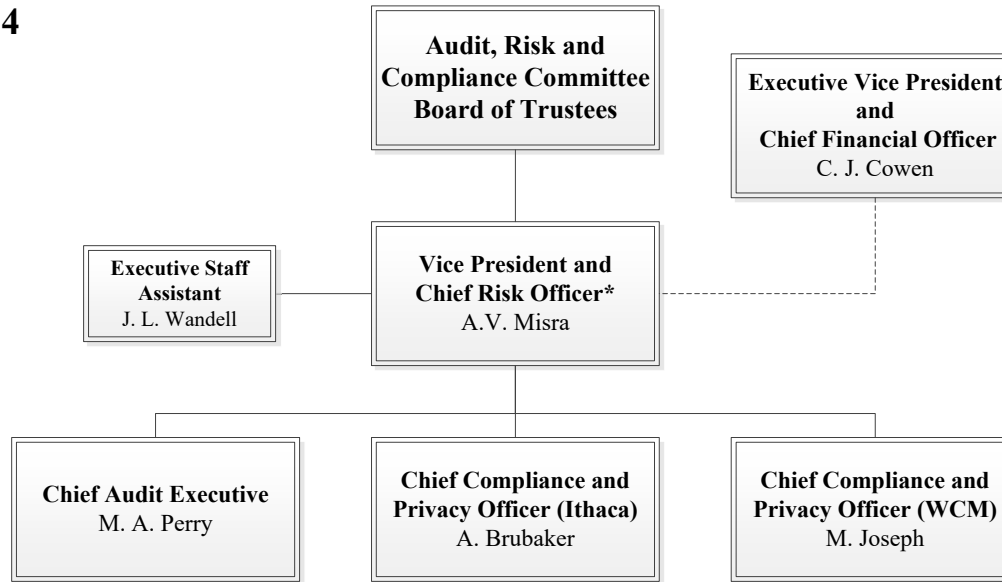 4
Audit, Risk and
Compliance Committee
Board of Trustees
Executive Vice President
and
Chief Financial Officer
C. J. Cowen
Executive Staff
Assistant
J. L. Wandell
Vice President and
Chief Risk Officer*
A.V. Misra
Chief Audit Executive
M. A. Perry
Chief Compliance and
Privacy Officer (Ithaca)
A. Brubaker
Chief Compliance and
Privacy Officer (WCM)
M. Joseph